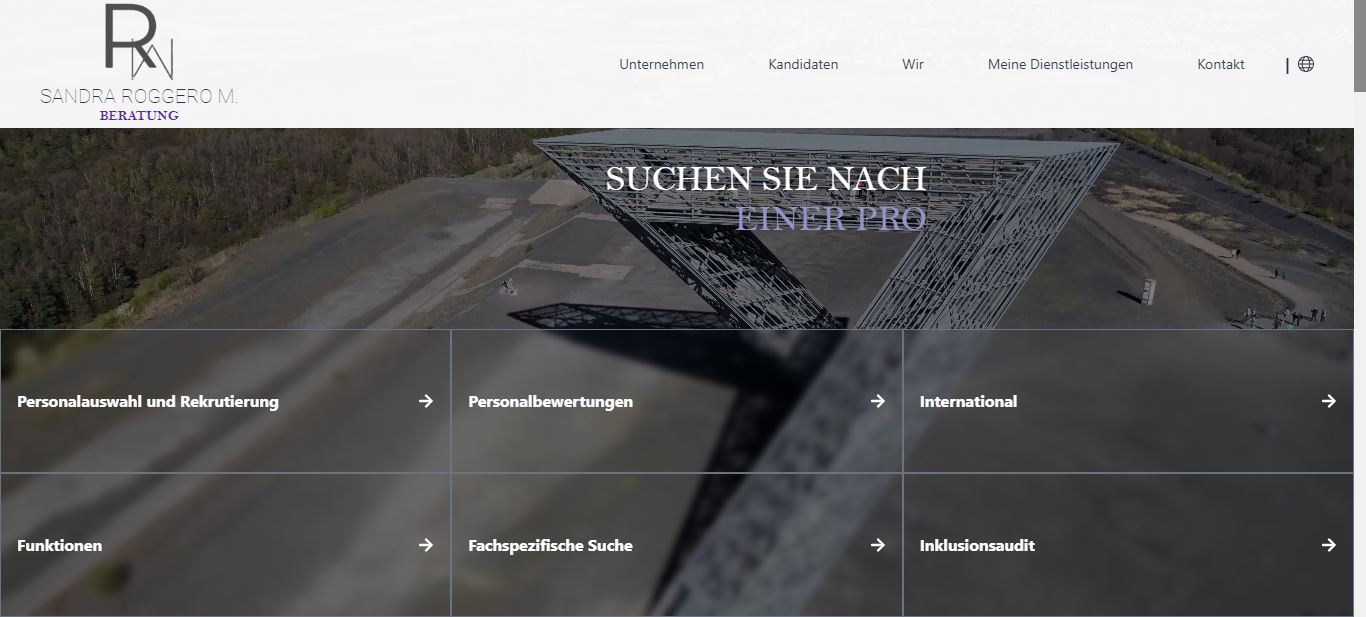 RM
SANDRA ROGGERO M.
BERATUNG
Unternehmen Kandidaten Wir Meine Dienstleistungen Kontakt |
SUCHEN SIE NACH
EINER PRO
Personalauswahl und Rekrutierung
Personalbewertungen
International
Funktionen
Fachspezifische Suche
Inklusionsaudit